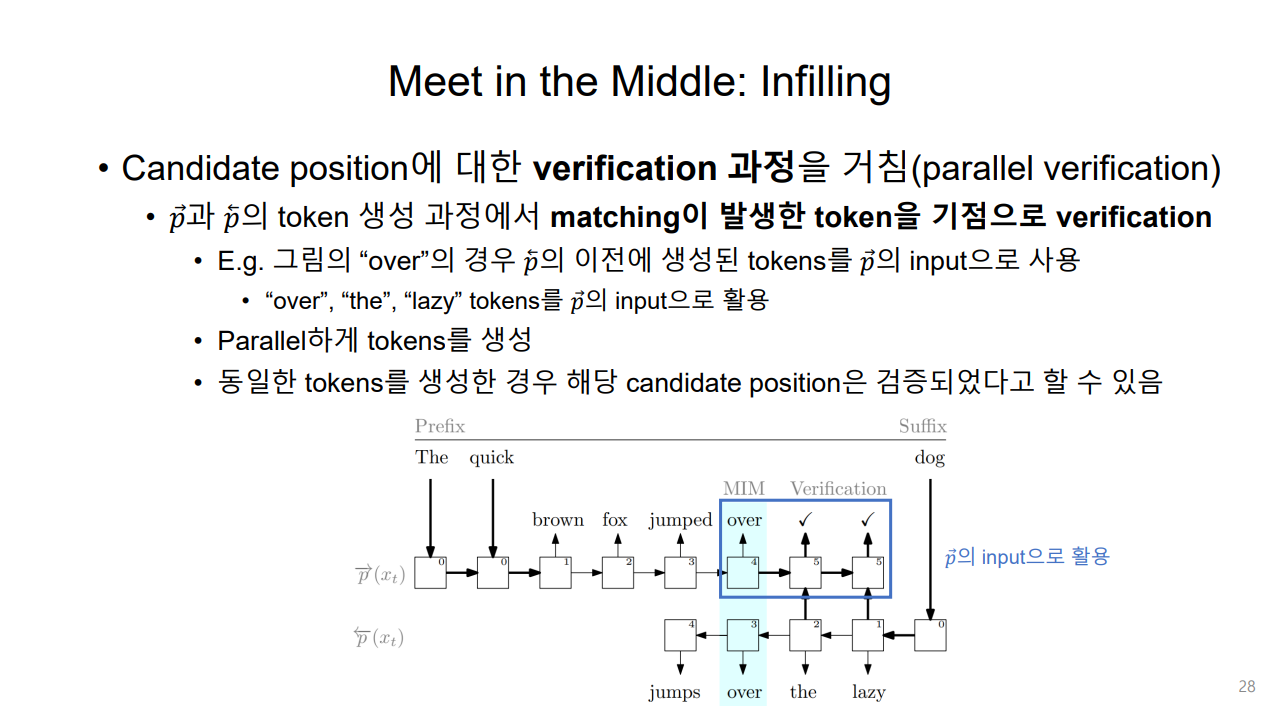 Meet in the Middle: Infilling
• Candidate position에 대한 verification 과정을 거침(parallel verification)
• p⃗과 p⃖의 token 생성 과정에서 matching이 발생한 token을 기점으로 verification
• E.g. 그림의 “over”의 경우 p⃖의 이전에 생성된 tokens를 p⃗의 input으로 사용
• “over”, “the”, “lazy” tokens를 p⃗의 input으로 활용
• Parallel하게 tokens를 생성
• 동일한 tokens를 생성한 경우 해당 candidate position은 검증되었다고 할 수 있음
Prefix Suffix
The quick dog
MIM Verification
brown fox jumped over ✓ ✓
p⃗의 input으로 활용
p⃗(xₜ) 0 0 1 2 3 4 5 5
p⃖(xₜ) 4 3 2 1 0
jumps over the lazy
28